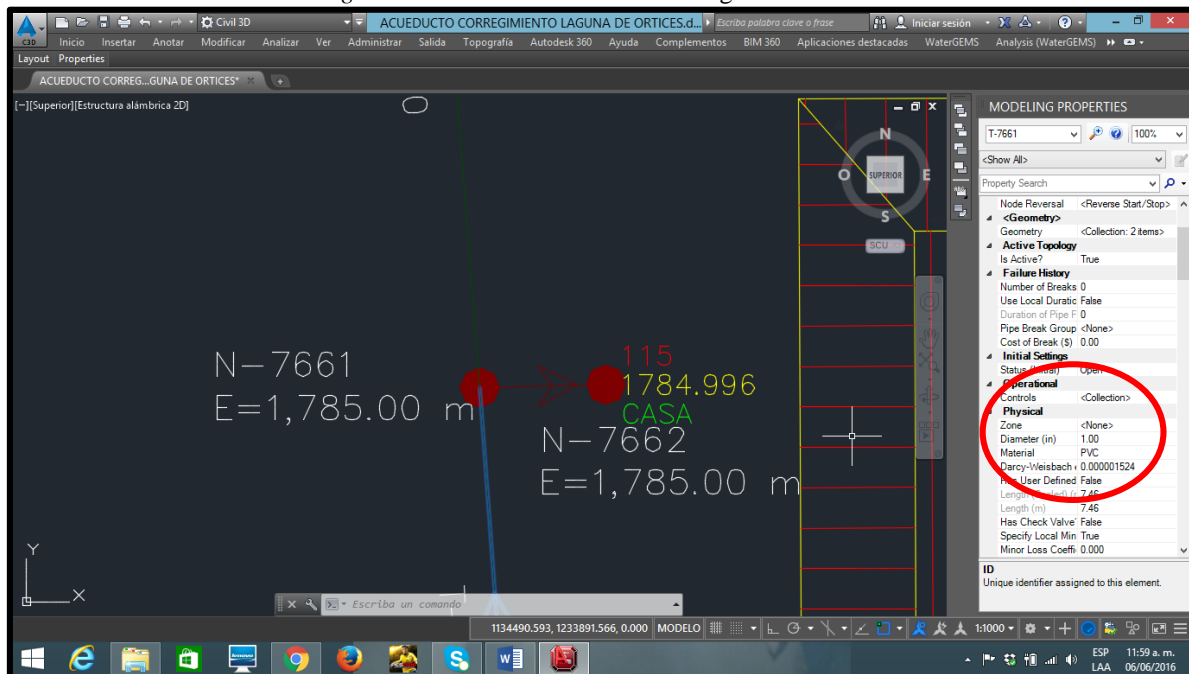 Civil 3D ACUEDUCTO CORREGIMIENTO LAGUNA DE ORTICES.d... Escriba palabra clave o frase Iniciar sesión
C3D Inicio Insertar Anotar Modificar Analizar Ver Administrar Salida Topografía Autodesk 360 Ayuda Complementos BIM 360 Aplicaciones destacadas WaterGEMS Analysis (WaterGEMS)
Layout Properties
ACUEDUCTO CORREG...GUNA DE ORTICES*
[−][Superior][Estructura alámbrica 2D]
N
O SUPERIOR E
S
SCU
N-7661
E=1,785.00 m
115
1784.996
CASA
N-7662
E=1,785.00 m
Y
X
Escriba un comando
MODELING PROPERTIES
T-7661 100%
<Show All>
Property Search
Node Reversal <Reverse Start/Stop>
<Geometry>
Geometry <Collection: 2 items>
Active Topology
Is Active? True
Failure History
Number of Breaks 0
Use Local Duratic False
Duration of Pipe F 0
Pipe Break Group <None>
Cost of Break ($) 0.00
Initial Settings
Status (Initial) Open
Operational
Controls <Collection>
Physical
Zone <None>
Diameter (in) 1.00
Material PVC
Darcy-Weisbach 0.000001524
Has User Defined False
Length 7.46
Length (m) 7.46
Has Check Valve' False
Specify Local Min True
Minor Loss Coeffi 0.000
ID
Unique identifier assigned to this element.
1134490.593, 1233891.566, 0.000 MODELO 1:1000
ESP 11:59 a. m.
LAA 06/06/2016